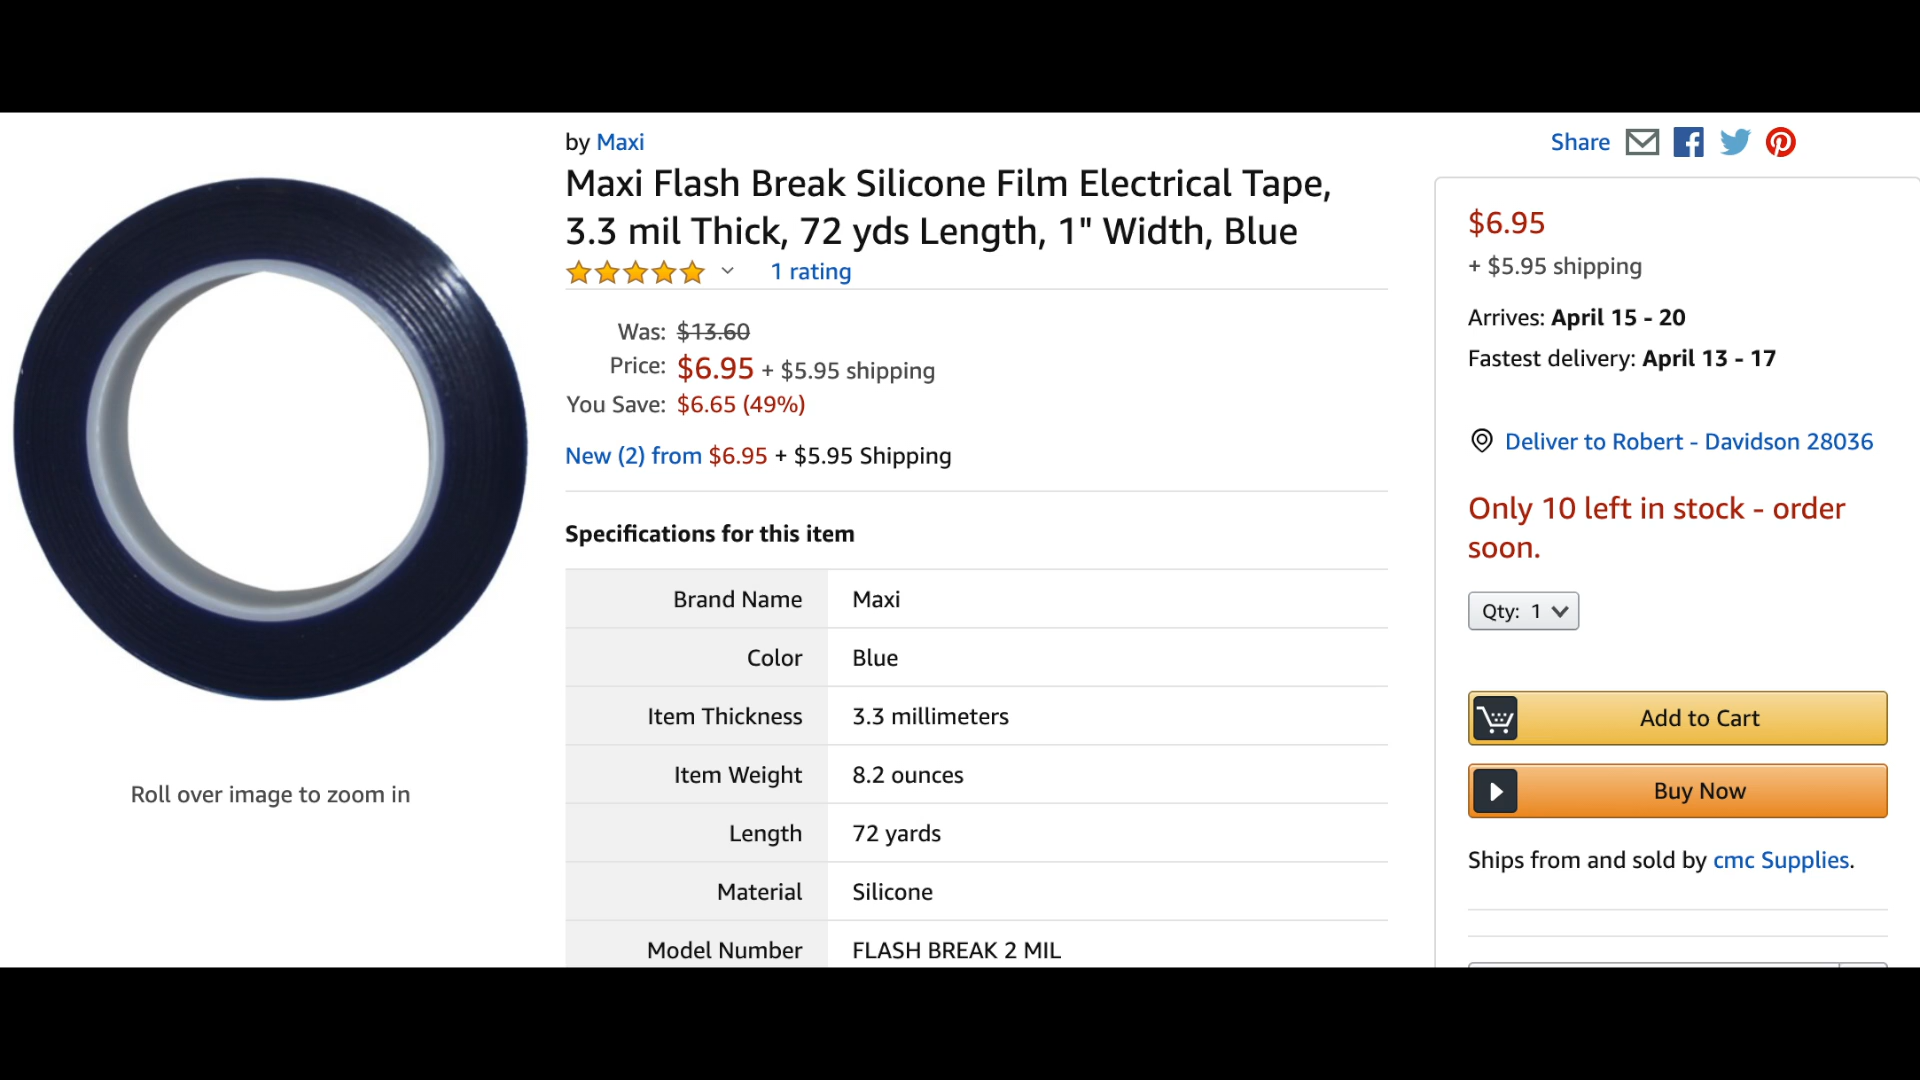 by Maxi
Maxi Flash Break Silicone Film Electrical Tape,
3.3 mil Thick, 72 yds Length, 1" Width, Blue
1 rating
Was: $13.60
Price: $6.95 + $5.95 shipping
You Save: $6.65 (49%)
New (2) from $6.95 + $5.95 Shipping
Specifications for this item
Brand Name Maxi
Color Blue
Item Thickness 3.3 millimeters
Item Weight 8.2 ounces
Length 72 yards
Material Silicone
Model Number FLASH BREAK 2 MIL
Roll over image to zoom in
Share
$6.95
+ $5.95 shipping
Arrives: April 15 - 20
Fastest delivery: April 13 - 17
Deliver to Robert - Davidson 28036
Only 10 left in stock - order
soon.
Qty: 1
Add to Cart
Buy Now
Ships from and sold by cmc Supplies.